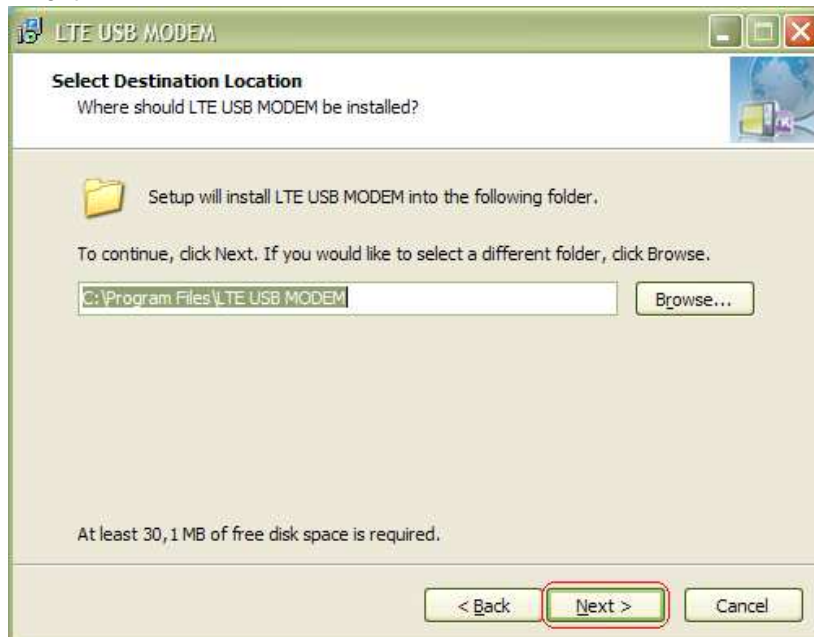 LTE USB MODEM
Select Destination Location
Where should LTE USB MODEM be installed?
Setup will install LTE USB MODEM into the following folder.
To continue, click Next. If you would like to select a different folder, click Browse.
C:\Program Files\LTE USB MODEM
Browse...
At least 30,1 MB of free disk space is required.
< Back Next > Cancel